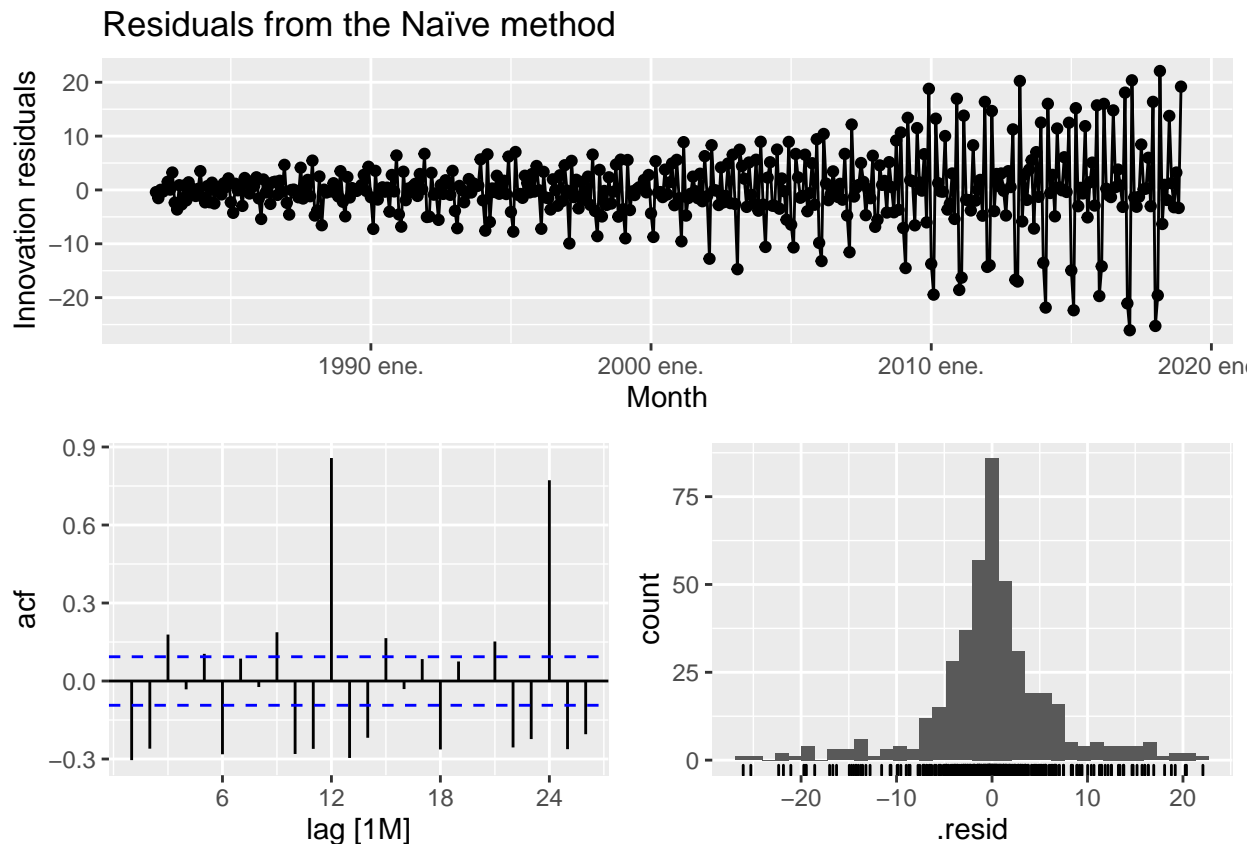 Residuals from the Naïve method
Innovation residuals
20
10
0
−10
−20
1990 ene.
2000 ene.
2010 ene.
2020 en
Month
acf
0.9
0.6
0.3
0.0
−0.3
6
12
18
24
lag [1M]
count
75
50
25
0
−20
−10
0
10
20
.resid